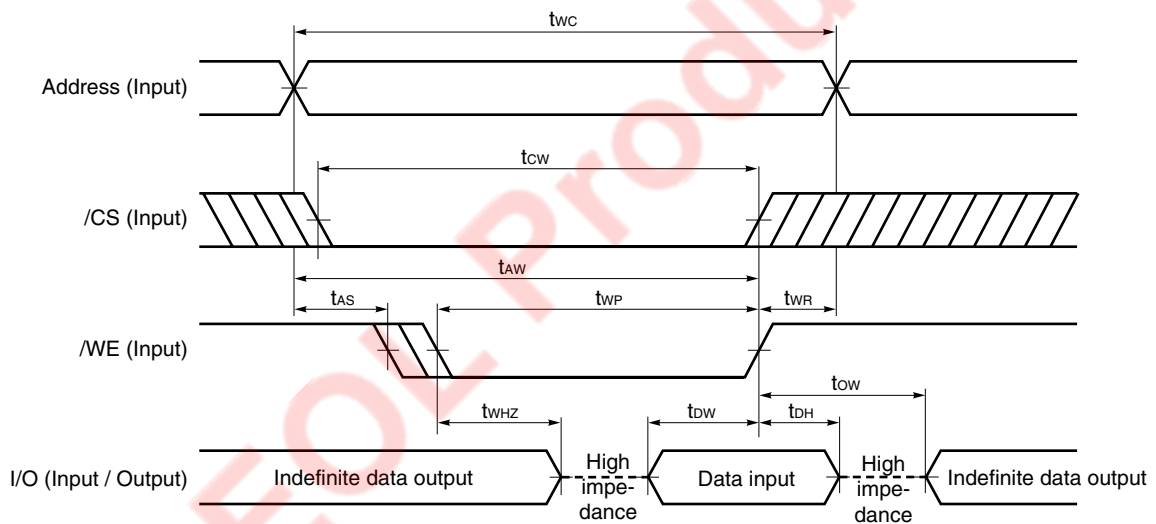 tWC
Address (Input)
tCW
/CS (Input)
tAW
tAS
tWP
tWR
/WE (Input)
tOW
tWHZ
tDW
tDH
I/O (Input / Output)
Indefinite data output
High
impe-
dance
Data input
High
impe-
dance
Indefinite data output
EOL Produ